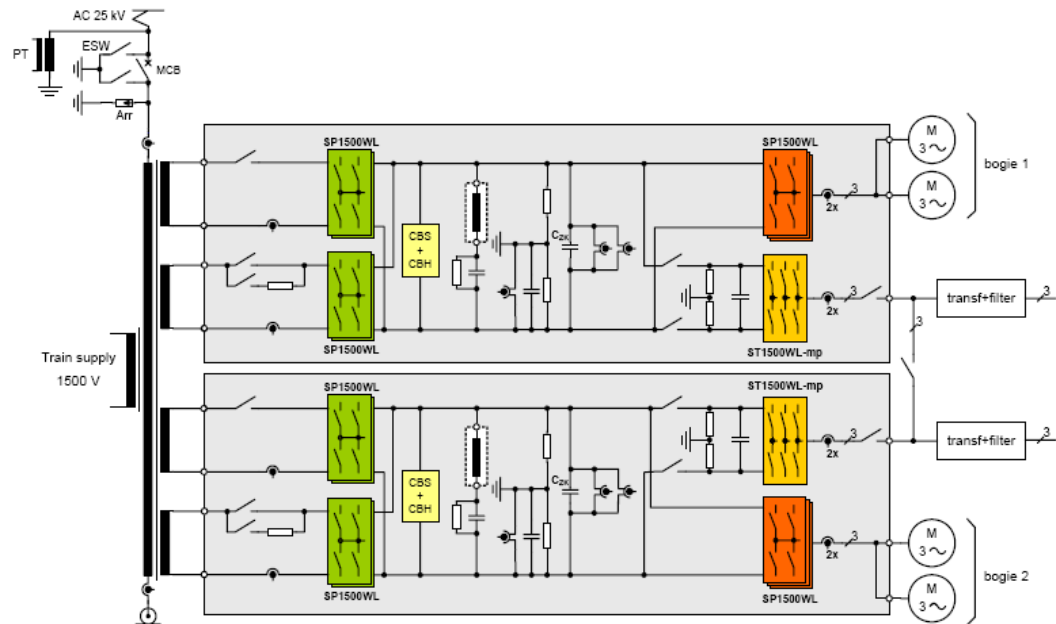 AC 25 kV
PT
ESW
MCB
Arr
SP1500WL
SP1500WL
M
3
bogie 1
M
3
2x
3
CBS
+
CBH
CZK
SP1500WL
2x
3
transf+filter
3
ST1500WL-mp
3
Train supply
1500 V
SP1500WL
ST1500WL-mp
2x
3
transf+filter
3
CBS
+
CBH
CZK
SP1500WL
2x
3
SP1500WL
M
3
bogie 2
M
3